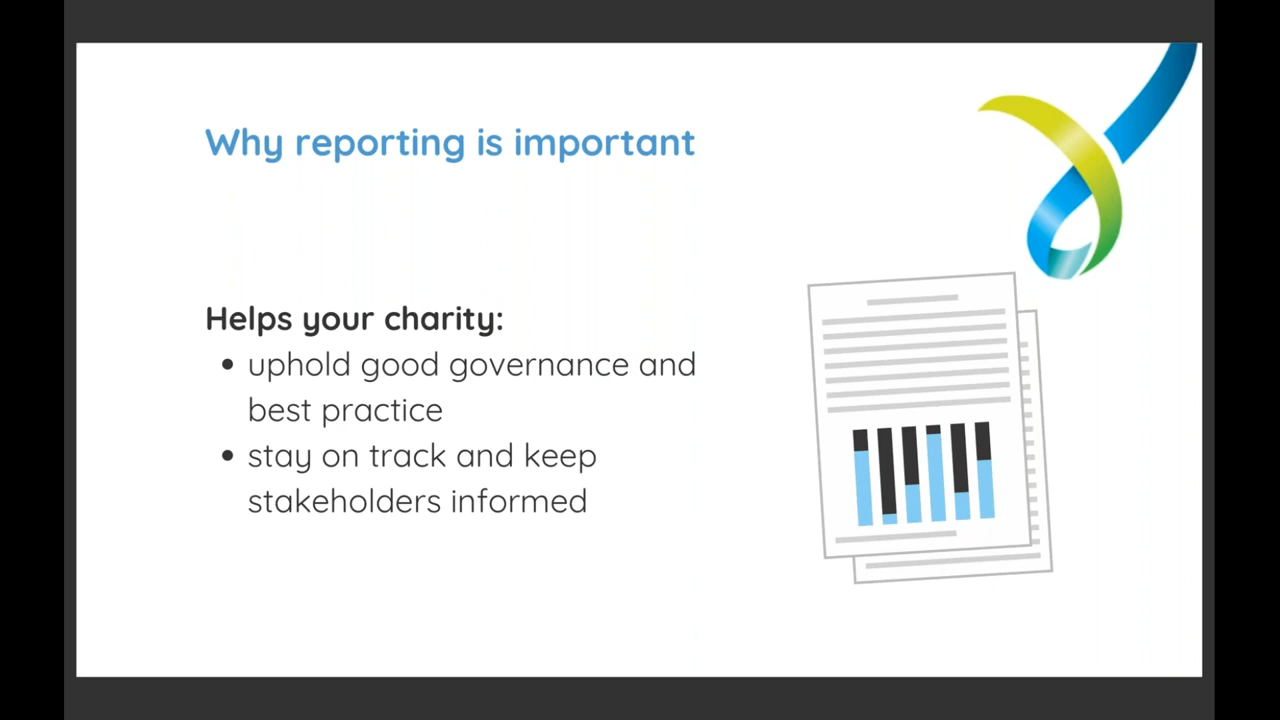 Why reporting is important
Helps your charity:
• uphold good governance and
best practice
• stay on track and keep
stakeholders informed